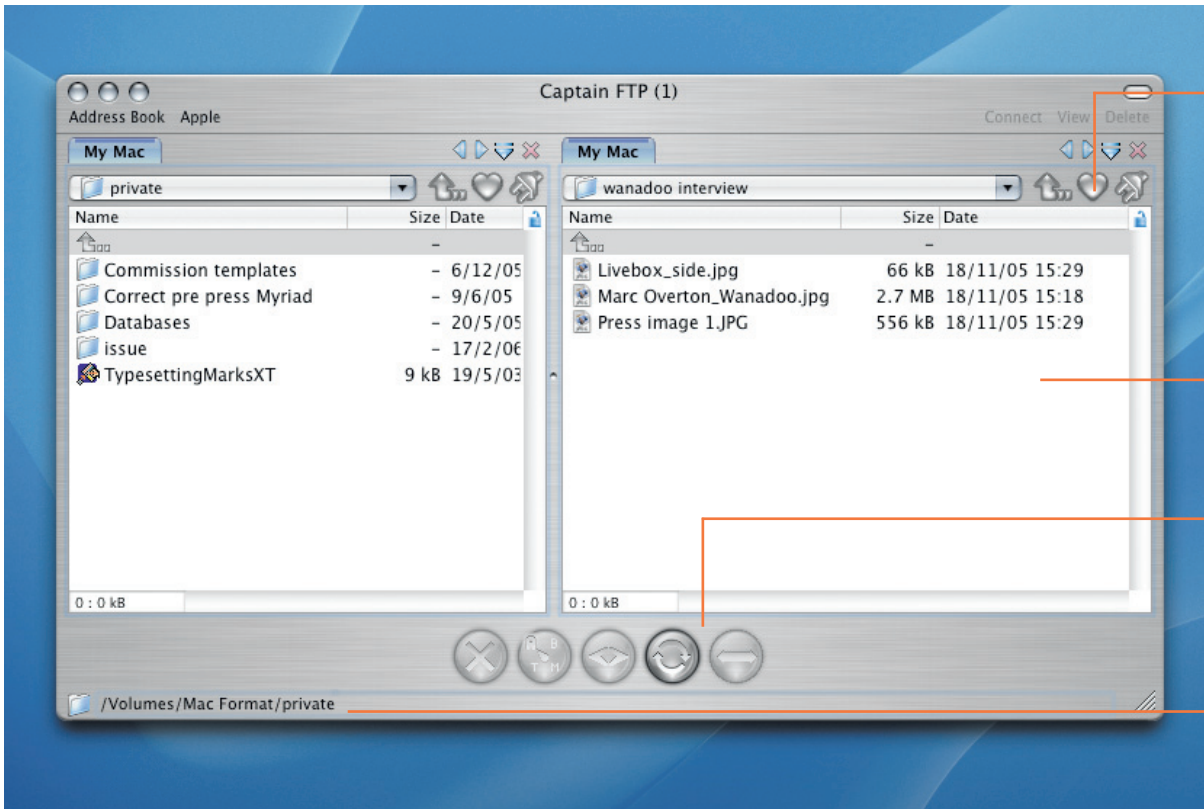 Captain FTP (1)
Address Book Apple
Connect View Delete
My Mac
private
Name Size Date
–
Commission templates – 6/12/05
Correct pre press Myriad – 9/6/05
Databases – 20/5/05
issue – 17/2/06
TypesettingMarksXT 9 kB 19/5/03
0 : 0 kB
My Mac
wanadoo interview
Name Size Date
–
Livebox_side.jpg 66 kB 18/11/05 15:29
Marc Overton_Wanadoo.jpg 2.7 MB 18/11/05 15:18
Press image 1.JPG 556 kB 18/11/05 15:29
0 : 0 kB
A B
T M
/Volumes/Mac Format/private